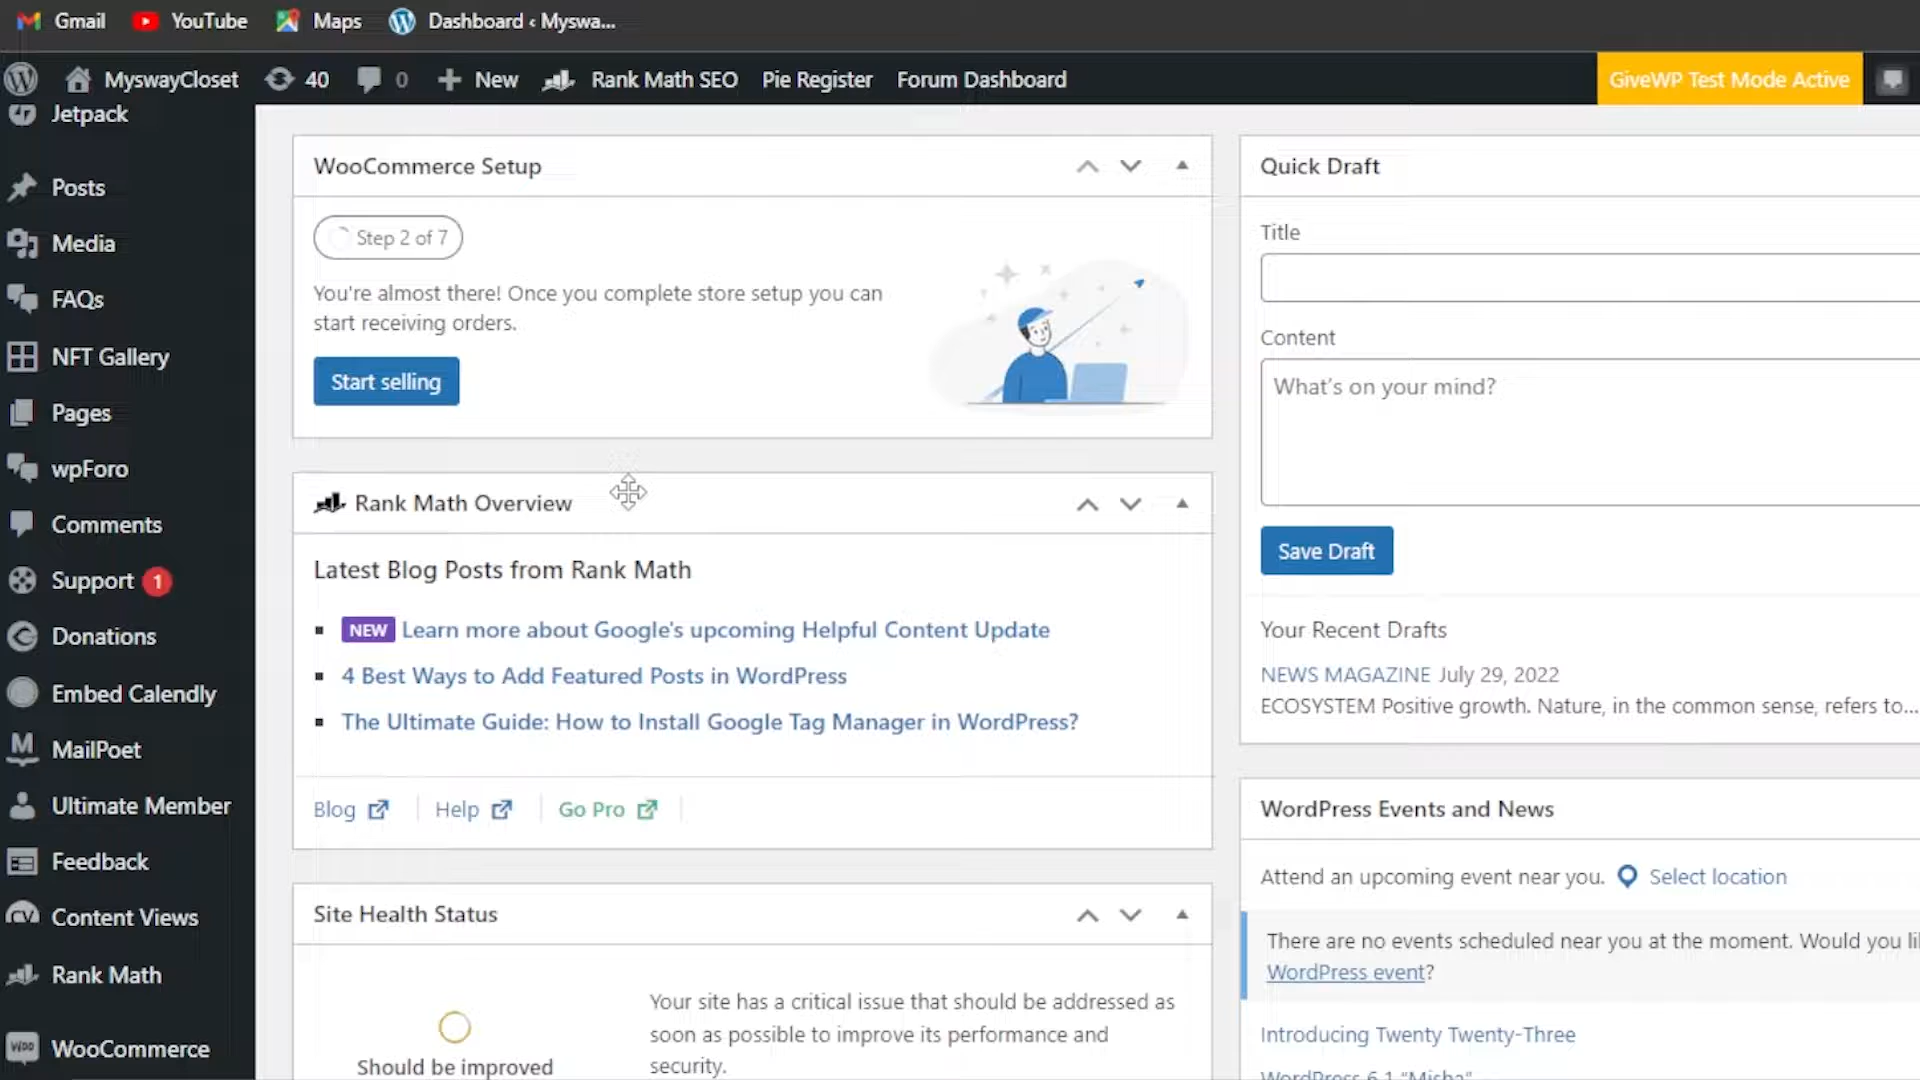 Gmail YouTube Maps Dashboard ‹ Myswa...
MyswayCloset 40 0 New Rank Math SEO Pie Register Forum Dashboard GiveWP Test Mode Active
Jetpack
Posts
Media
FAQs
NFT Gallery
Pages
wpForo
Comments
Support 1
Donations
Embed Calendly
MailPoet
Ultimate Member
Feedback
Content Views
Rank Math
WooCommerce
WooCommerce Setup
Step 2 of 7
You're almost there! Once you complete store setup you can
start receiving orders.
Start selling
Rank Math Overview
Latest Blog Posts from Rank Math
NEW Learn more about Google's upcoming Helpful Content Update
4 Best Ways to Add Featured Posts in WordPress
The Ultimate Guide: How to Install Google Tag Manager in WordPress?
Blog Help Go Pro
Site Health Status
Should be improved
Your site has a critical issue that should be addressed as
soon as possible to improve its performance and
security.
Quick Draft
Title
Content
What's on your mind?
Save Draft
Your Recent Drafts
NEWS MAGAZINE July 29, 2022
ECOSYSTEM Positive growth. Nature, in the common sense, refers to...
WordPress Events and News
Attend an upcoming event near you. Select location
There are no events scheduled near you at the moment. Would you
WordPress event?
Introducing Twenty Twenty-Three
WordPress 6.1 "Misha"